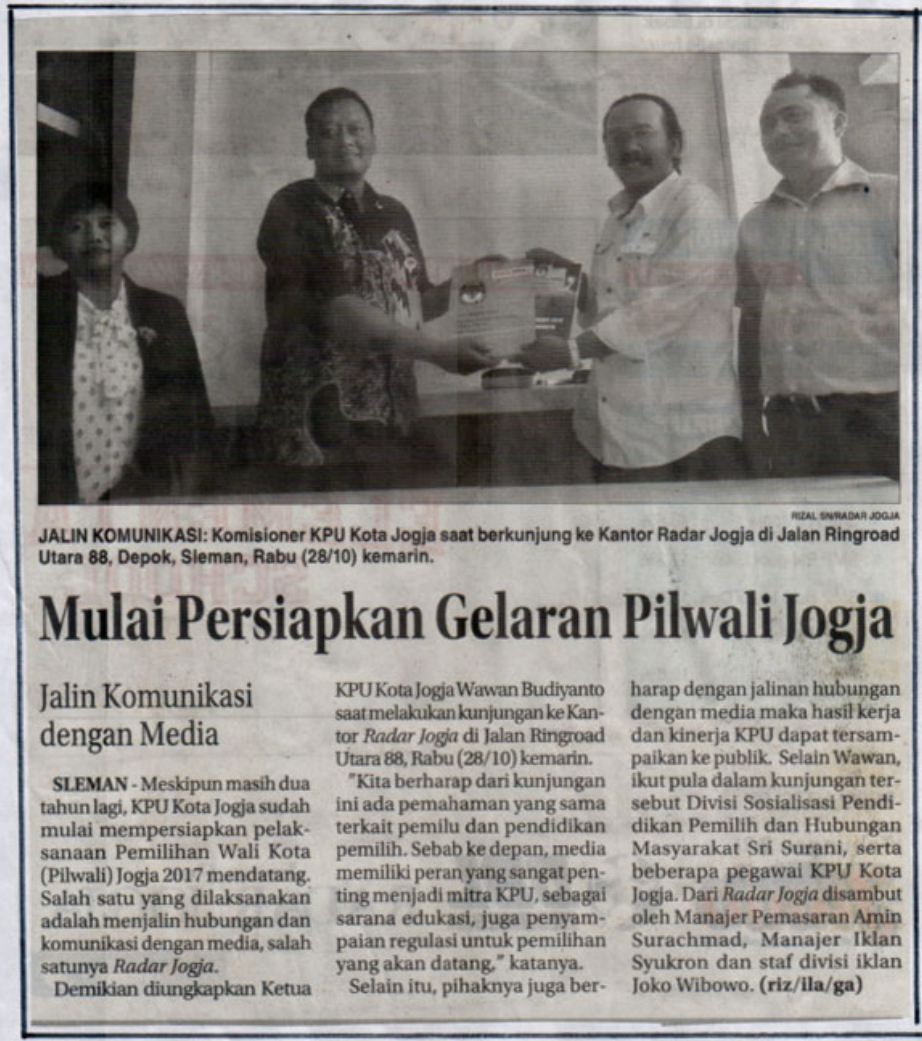 RIZAL SN/RADAR JOGJA
JALIN KOMUNIKASI: Komisioner KPU Kota Jogja saat berkunjung ke Kantor Radar Jogja di Jalan Ringroad
Utara 88, Depok, Sleman, Rabu (28/10) kemarin.
Mulai Persiapkan Gelaran Pilwali Jogja
Jalin Komunikasi
dengan Media
SLEMAN - Meskipun masih dua
tahun lagi, KPU Kota Jogja sudah
mulai mempersiapkan pelak-
sanaan Pemilihan Wali Kota
(Pilwali) Jogja 2017 mendatang.
Salah satu yang dilaksanakan
adalah menjalin hubungan dan
komunikasi dengan media, salah
satunya Radar Jogja.
Demikian diungkapkan Ketua
KPU Kota Jogja Wawan Budiyanto
saat melakukan kunjungan ke Kan-
tor Radar Jogja di Jalan Ringroad
Utara 88, Rabu (28/10) kemarin.
"Kita berharap dari kunjungan
ini ada pemahaman yang sama
terkait pemilu dan pendidikan
pemilih. Sebab ke depan, media
memiliki peran yang sangat pen-
ting menjadi mitra KPU, sebagai
sarana edukasi, juga penyam-
paian regulasi untuk pemilihan
yang akan datang," katanya.
Selain itu, pihaknya juga ber-
harap dengan jalinan hubungan
dengan media maka hasil kerja
dan kinerja KPU dapat tersam-
paikan ke publik. Selain Wawan,
ikut pula dalam kunjungan ter-
sebut Divisi Sosialisasi Pendi-
dikan Pemilih dan Hubungan
Masyarakat Sri Surani, serta
beberapa pegawai KPU Kota
Jogja. Dari Radar Jogja disambut
oleh Manajer Pemasaran Amin
Surachmad, Manajer Iklan
Syukron dan staf divisi iklan
Joko Wibowo. (riz/ila/ga)